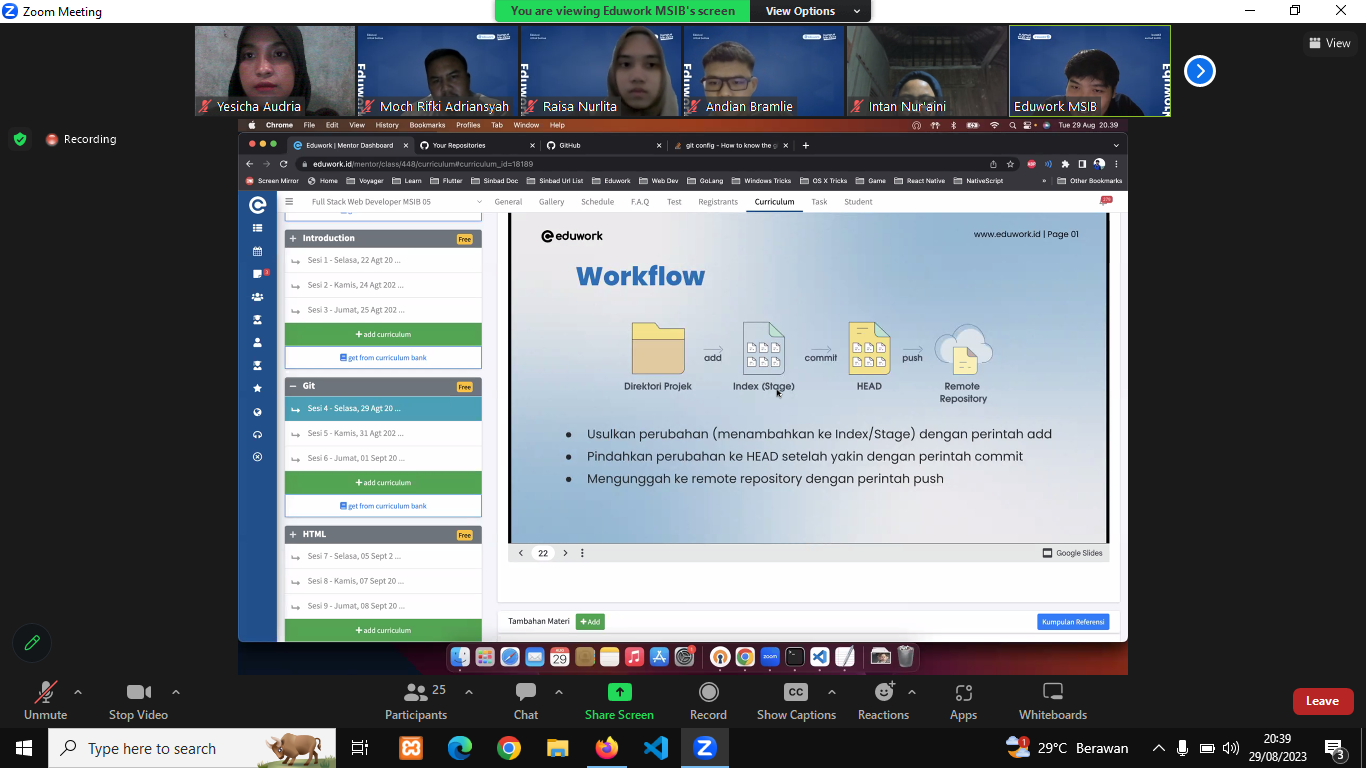 Zoom Meeting
You are viewing Eduwork MSIB's screen
View Options
View
Yesicha Audria
Moch Rifki Adriansyah
Raisa Nurlita
Andian Bramlie
Intan Nur'aini
Eduwork MSIB
Recording
Chrome File Edit View History Bookmarks Profiles Tab Window Help
Tue 29 Aug 20.39
Eduwork | Mentor Dashboard
Your Repositories
GitHub
git config - How to know the gi
eduwork.id/mentor/class/448/curriculum#curriculum_id=18189
Screen Mirror Home Voyager Learn Flutter Sinbad Doc Sinbad Url List Eduwork Web Dev GoLang Windows Tricks OS X Tricks Game React Native NativeScript » Other Bookmarks
Full Stack Web Developer MSIB 05
General Gallery Schedule F.A.Q Test Registrants Curriculum Task Student
Introduction
Free
Sesi 1 - Selasa, 22 Agt 20 ...
Sesi 2 - Kamis, 24 Agt 202 ...
Sesi 3 - Jumat, 25 Agt 202 ...
+ add curriculum
get from curriculum bank
Git
Free
Sesi 4 - Selasa, 29 Agt 20 ...
Sesi 5 - Kamis, 31 Agt 202 ...
Sesi 6 - Jumat, 01 Sept 20 ...
+ add curriculum
get from curriculum bank
HTML
Free
Sesi 7 - Selasa, 05 Sept 2 ...
Sesi 8 - Kamis, 07 Sept 20 ...
Sesi 9 - Jumat, 08 Sept 20 ...
+ add curriculum
eduwork
www.eduwork.id | Page 01
Workflow
add
commit
push
Direktori Projek
Index (Stage)
HEAD
Remote
Repository
• Usulkan perubahan (menambahkan ke Index/Stage) dengan perintah add
• Pindahkan perubahan ke HEAD setelah yakin dengan perintah commit
• Mengunggah ke remote repository dengan perintah push
22
Google Slides
Tambahan Materi
+ Add
Kumpulan Referensi
Unmute
Stop Video
25
Participants
Chat
Share Screen
Record
CC
Show Captions
Reactions
Apps
Whiteboards
Leave
Type here to search
29°C Berawan
20:39
29/08/2023
3